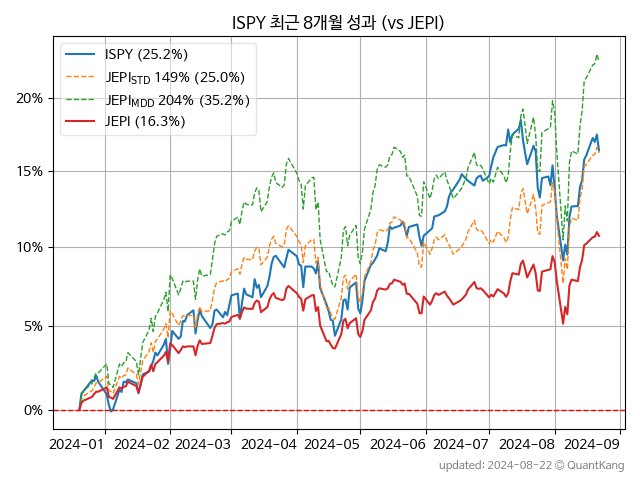 ISPY 최근 8개월 성과 (vs JEPI)
ISPY (25.2%)
JEPI_STD 149% (25.0%)
JEPI_MDD 204% (35.2%)
JEPI (16.3%)
20%
15%
10%
5%
0%
2024-01 2024-02 2024-03 2024-04 2024-05 2024-06 2024-07 2024-08 2024-09
updated: 2024-08-22 © QuantKang